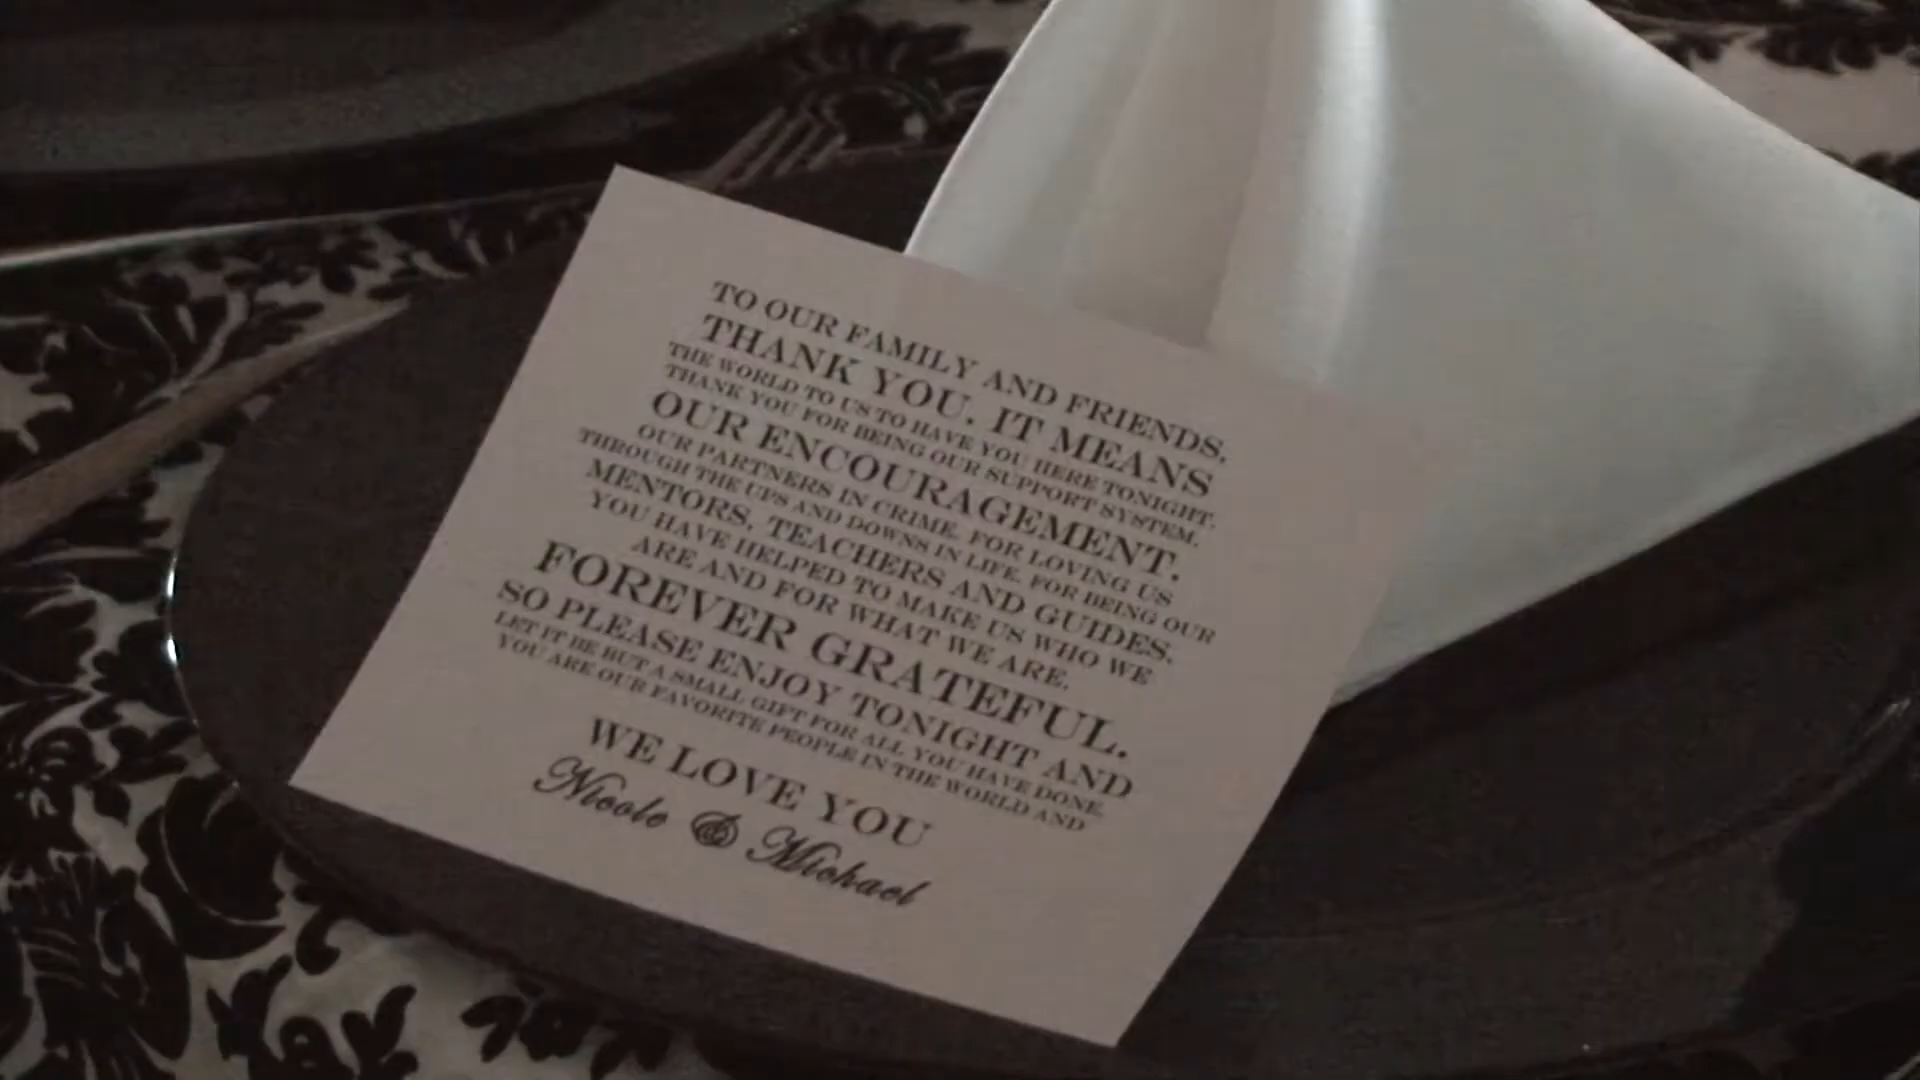 TO OUR FAMILY AND FRIENDS,
THANK YOU. IT MEANS
THE WORLD TO US TO HAVE YOU HERE TONIGHT.
THANK YOU FOR BEING OUR SUPPORT SYSTEM.
OUR ENCOURAGEMENT.
OUR PARTNERS IN CRIME. FOR LOVING US
THROUGH THE UPS AND DOWNS IN LIFE. FOR BEING OUR
MENTORS, TEACHERS AND GUIDES.
YOU HAVE HELPED TO MAKE US WHO WE
ARE AND FOR WHAT WE ARE.
FOREVER GRATEFUL.
SO PLEASE ENJOY TONIGHT AND
LET IT BE BUT A SMALL GIFT FOR ALL YOU HAVE DONE.
YOU ARE OUR FAVORITE PEOPLE IN THE WORLD AND
WE LOVE YOU
Nicole & Michael